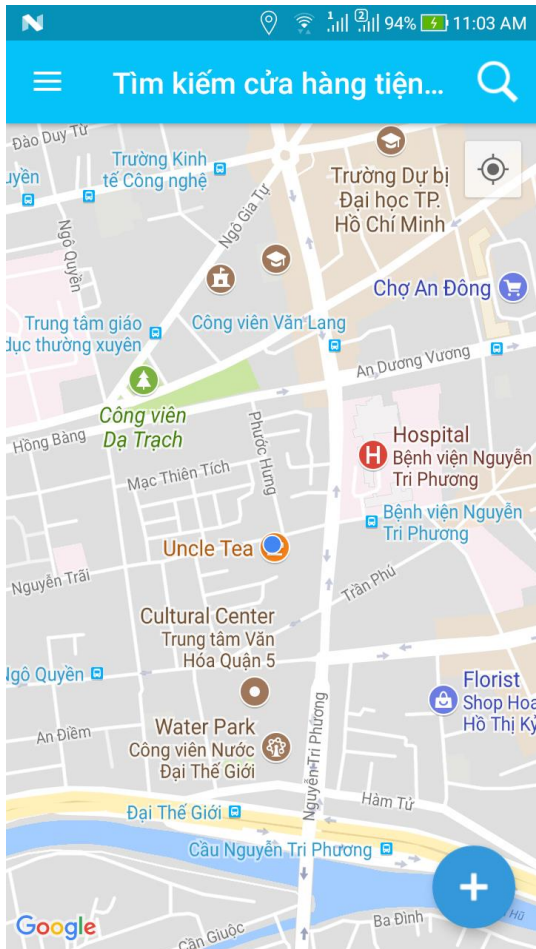 1 2 94% 11:03 AM
Tìm kiếm cửa hàng tiện...
Đào Duy Từ
Trường Kinh
tế Công nghệ
uyền
Ngô Gia Tự
Trường Dự bị
Đại học TP.
Hồ Chí Minh
Ngô Quyền
Chợ An Đông
Trung tâm giáo
dục thường xuyên
Công viên Văn Lang
An Dương Vương
Công viên
Dạ Trạch
Hồng Bàng
Phước Hưng
Mạc Thiên Tích
H
Hospital
Bệnh viện Nguyễn
Tri Phương
Bệnh viện Nguyễn
Tri Phương
Uncle Tea
Nguyễn Trãi
Trần Phú
Cultural Center
Trung tâm Văn
Hóa Quận 5
Ngô Quyền
Florist
Shop Hoa
Hồ Thị Kỷ
An Điềm
Water Park
Công viên Nước
Đại Thế Giới
Nguyễn Tri Phương
Hàm Tử
Đại Thế Giới
Cầu Nguyễn Tri Phương
+
Google
Cần Giuộc
Ba Đình
Hũ